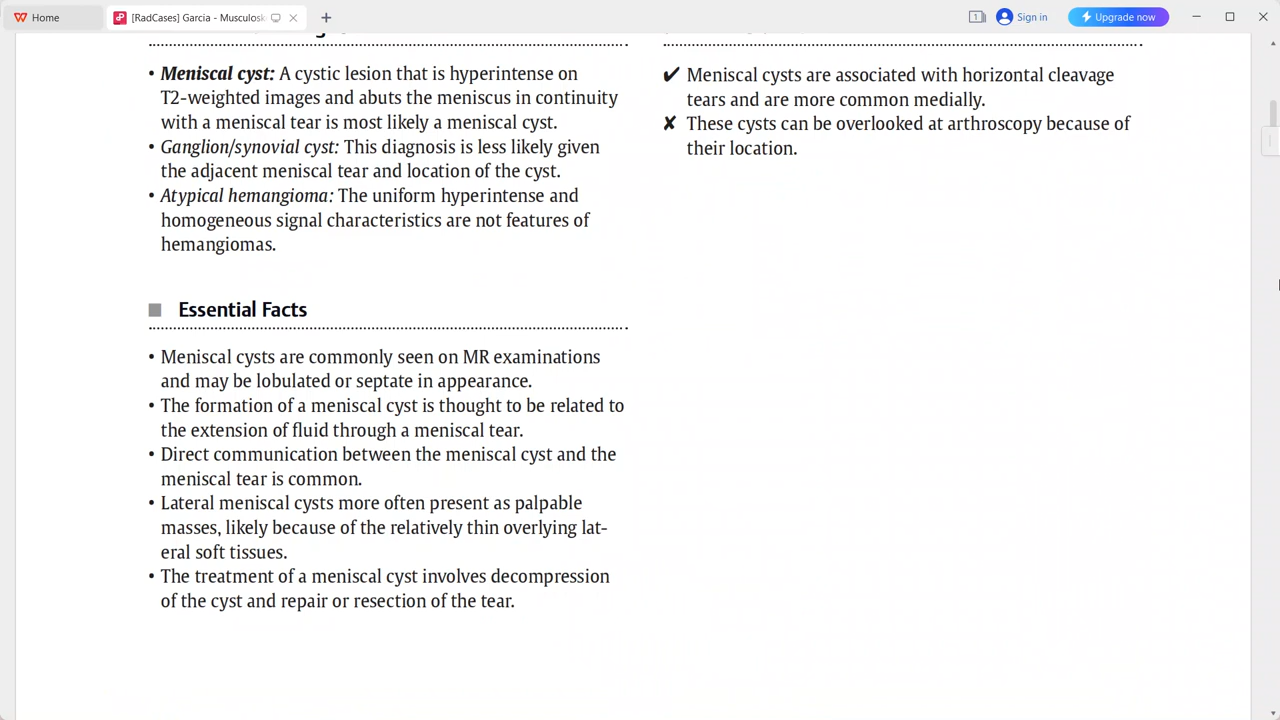 Home
[RadCases] Garcia - Musculosk
1
Sign in
Upgrade now
• Meniscal cyst: A cystic lesion that is hyperintense on
T2-weighted images and abuts the meniscus in continuity
with a meniscal tear is most likely a meniscal cyst.
• Ganglion/synovial cyst: This diagnosis is less likely given
the adjacent meniscal tear and location of the cyst.
• Atypical hemangioma: The uniform hyperintense and
homogeneous signal characteristics are not features of
hemangiomas.
■ Essential Facts
• Meniscal cysts are commonly seen on MR examinations
and may be lobulated or septate in appearance.
• The formation of a meniscal cyst is thought to be related to
the extension of fluid through a meniscal tear.
• Direct communication between the meniscal cyst and the
meniscal tear is common.
• Lateral meniscal cysts more often present as palpable
masses, likely because of the relatively thin overlying lat-
eral soft tissues.
• The treatment of a meniscal cyst involves decompression
of the cyst and repair or resection of the tear.
✔ Meniscal cysts are associated with horizontal cleavage
tears and are more common medially.
✘ These cysts can be overlooked at arthroscopy because of
their location.